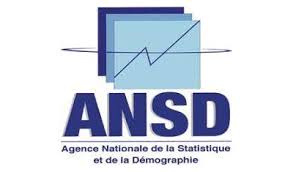 ANSD
Agence Nationale de la Statistique
et de la Démographie